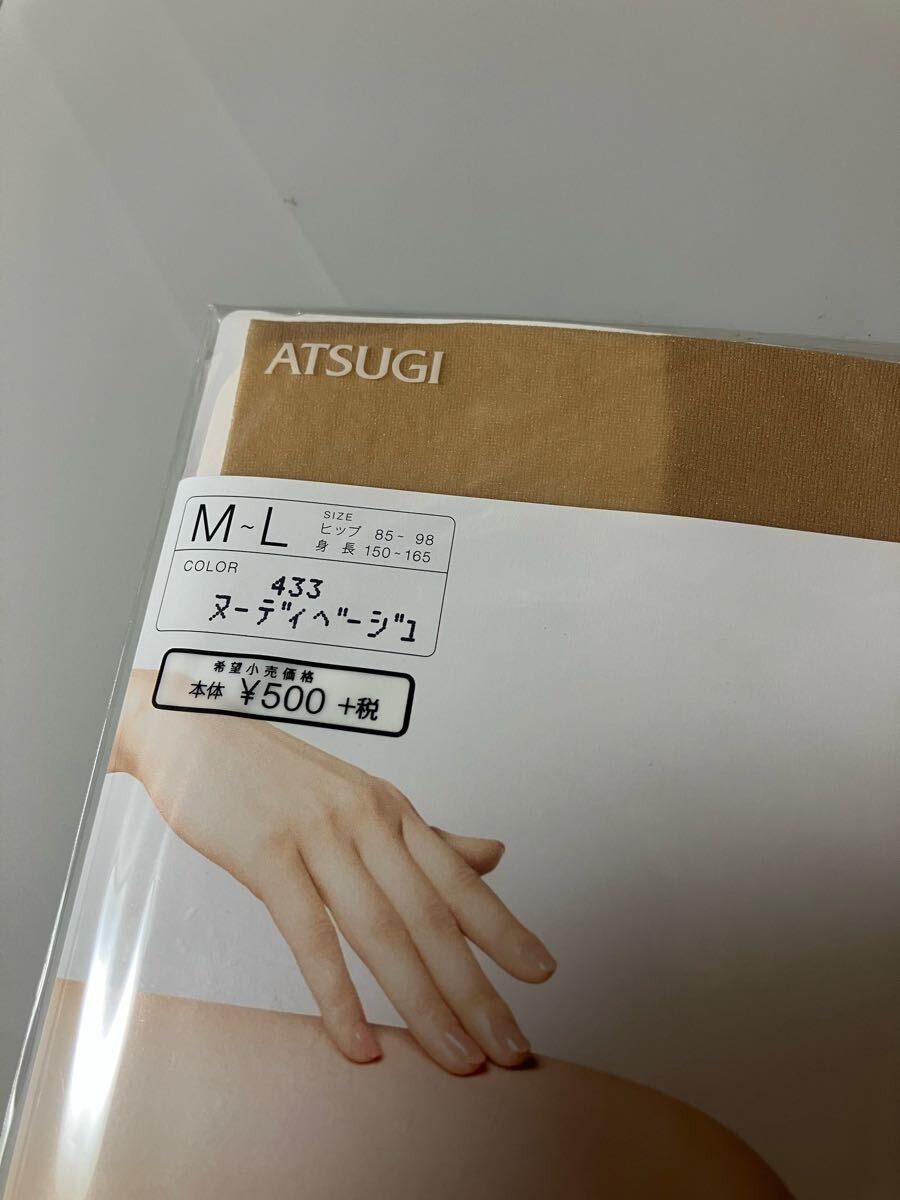 ATSUGI
M~L
SIZE
ヒップ 85~ 98
身長 150~165
COLOR
433
ヌーディベージュ
希望小売価格
本体 ¥500 +税